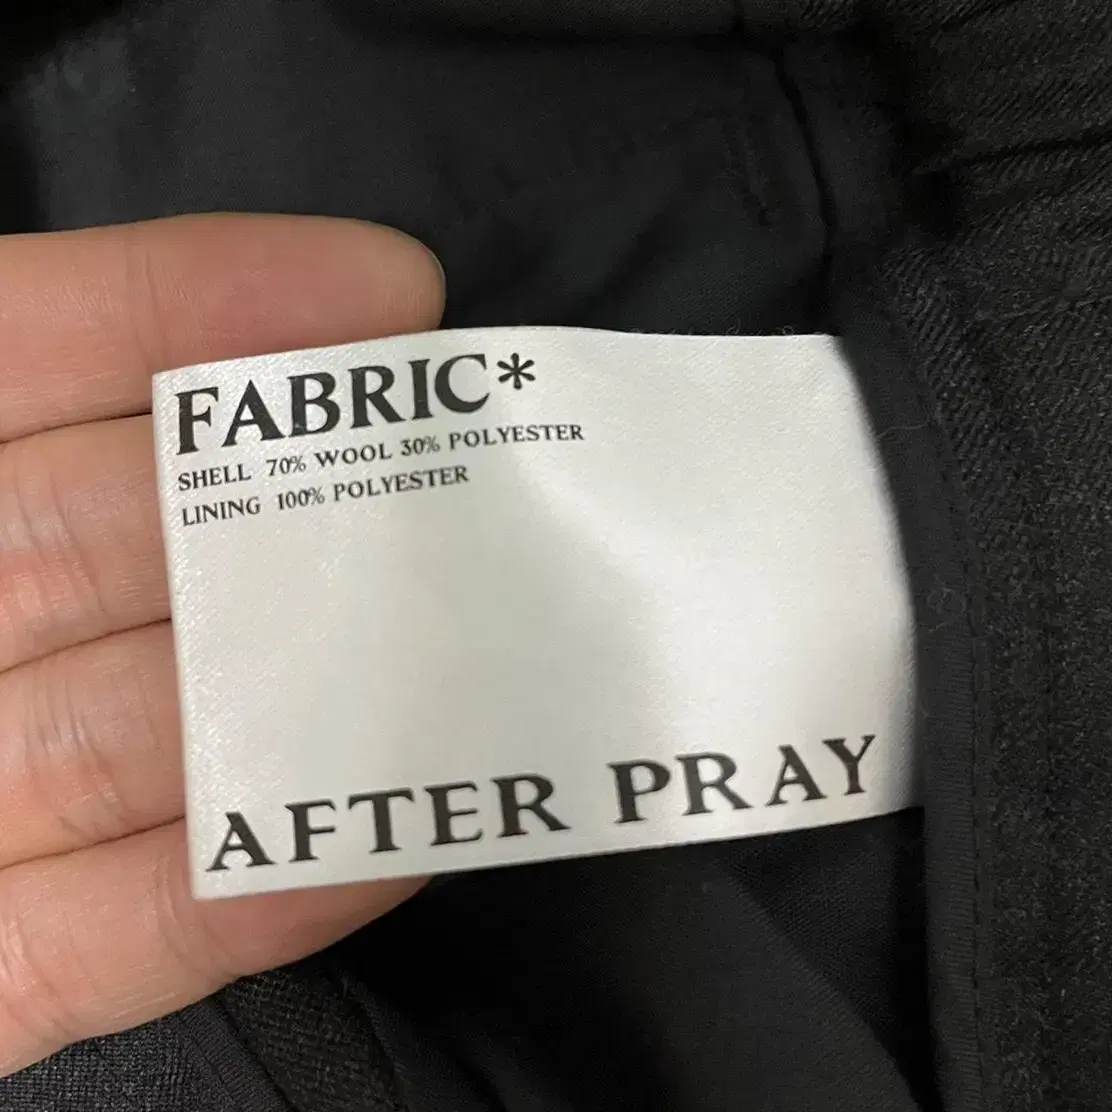 FABRIC*
SHELL 70% WOOL 30% POLYESTER
LINING 100% POLYESTER
AFTER PRAY